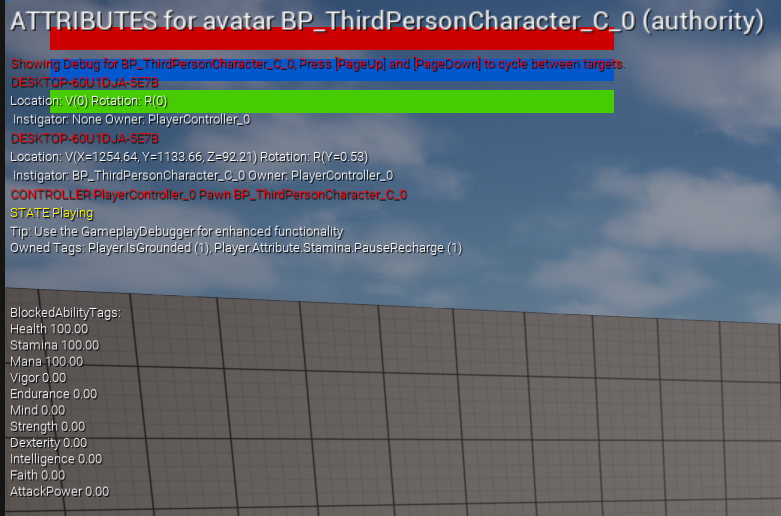 ATTRIBUTES for avatar BP_ThirdPersonCharacter_C_0 (authority)
Showing Debug for BP_ThirdPersonCharacter_C_0, Press [PageUp] and [PageDown] to cycle between targets.
DESKTOP-60U1DJA-5E7B
Location: V(0) Rotation: R(0)
Instigator: None Owner: PlayerController_0
DESKTOP-60U1DJA-5E7B
Location: V(X=1254.64, Y=1133.66, Z=92.21) Rotation: R(Y=0.53)
Instigator: BP_ThirdPersonCharacter_C_0 Owner: PlayerController_0
CONTROLLER PlayerController_0 Pawn BP_ThirdPersonCharacter_C_0
STATE Playing
Tip: Use the GameplayDebugger for enhanced functionality
Owned Tags: Player.IsGrounded (1), Player.Attribute.Stamina.PauseRecharge (1)
BlockedAbilityTags:
Health 100.00
Stamina 100.00
Mana 100.00
Vigor 0.00
Endurance 0.00
Mind 0.00
Strength 0.00
Dexterity 0.00
Intelligence 0.00
Faith 0.00
AttackPower 0.00